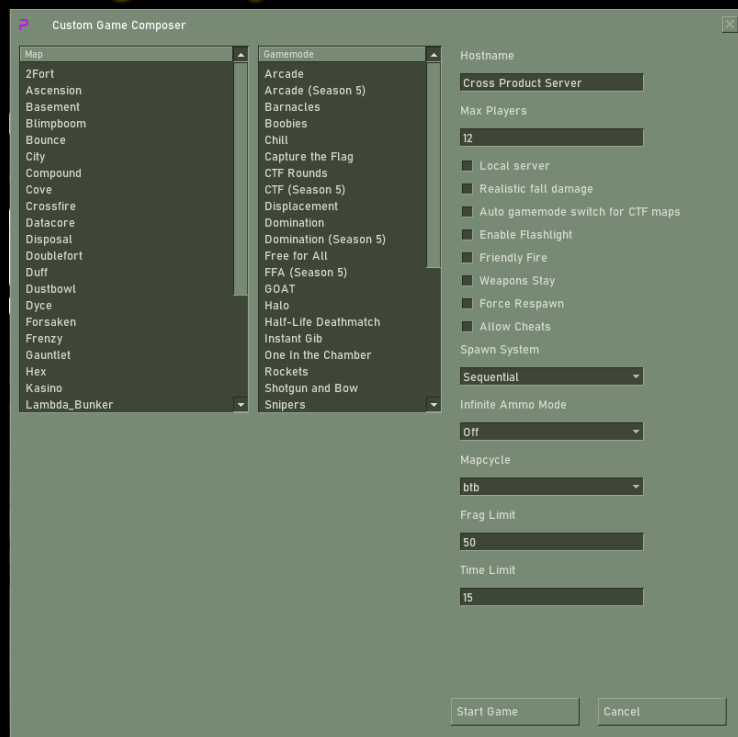 Custom Game Composer
Map
2Fort
Ascension
Basement
Blimpboom
Bounce
City
Compound
Cove
Crossfire
Datacore
Disposal
Doublefort
Duff
Dustbowl
Dyce
Forsaken
Frenzy
Gauntlet
Hex
Kasino
Lambda_Bunker
Gamemode
Arcade
Arcade (Season 5)
Barnacles
Boobies
Chill
Capture the Flag
CTF Rounds
CTF (Season 5)
Displacement
Domination
Domination (Season 5)
Free for All
FFA (Season 5)
GOAT
Halo
Half-Life Deathmatch
Instant Gib
One In the Chamber
Rockets
Shotgun and Bow
Snipers
Hostname
Cross Product Server
Max Players
12
Local server
Realistic fall damage
Auto gamemode switch for CTF maps
Enable Flashlight
Friendly Fire
Weapons Stay
Force Respawn
Allow Cheats
Spawn System
Sequential
Infinite Ammo Mode
Off
Mapcycle
btb
Frag Limit
50
Time Limit
15
Start Game
Cancel